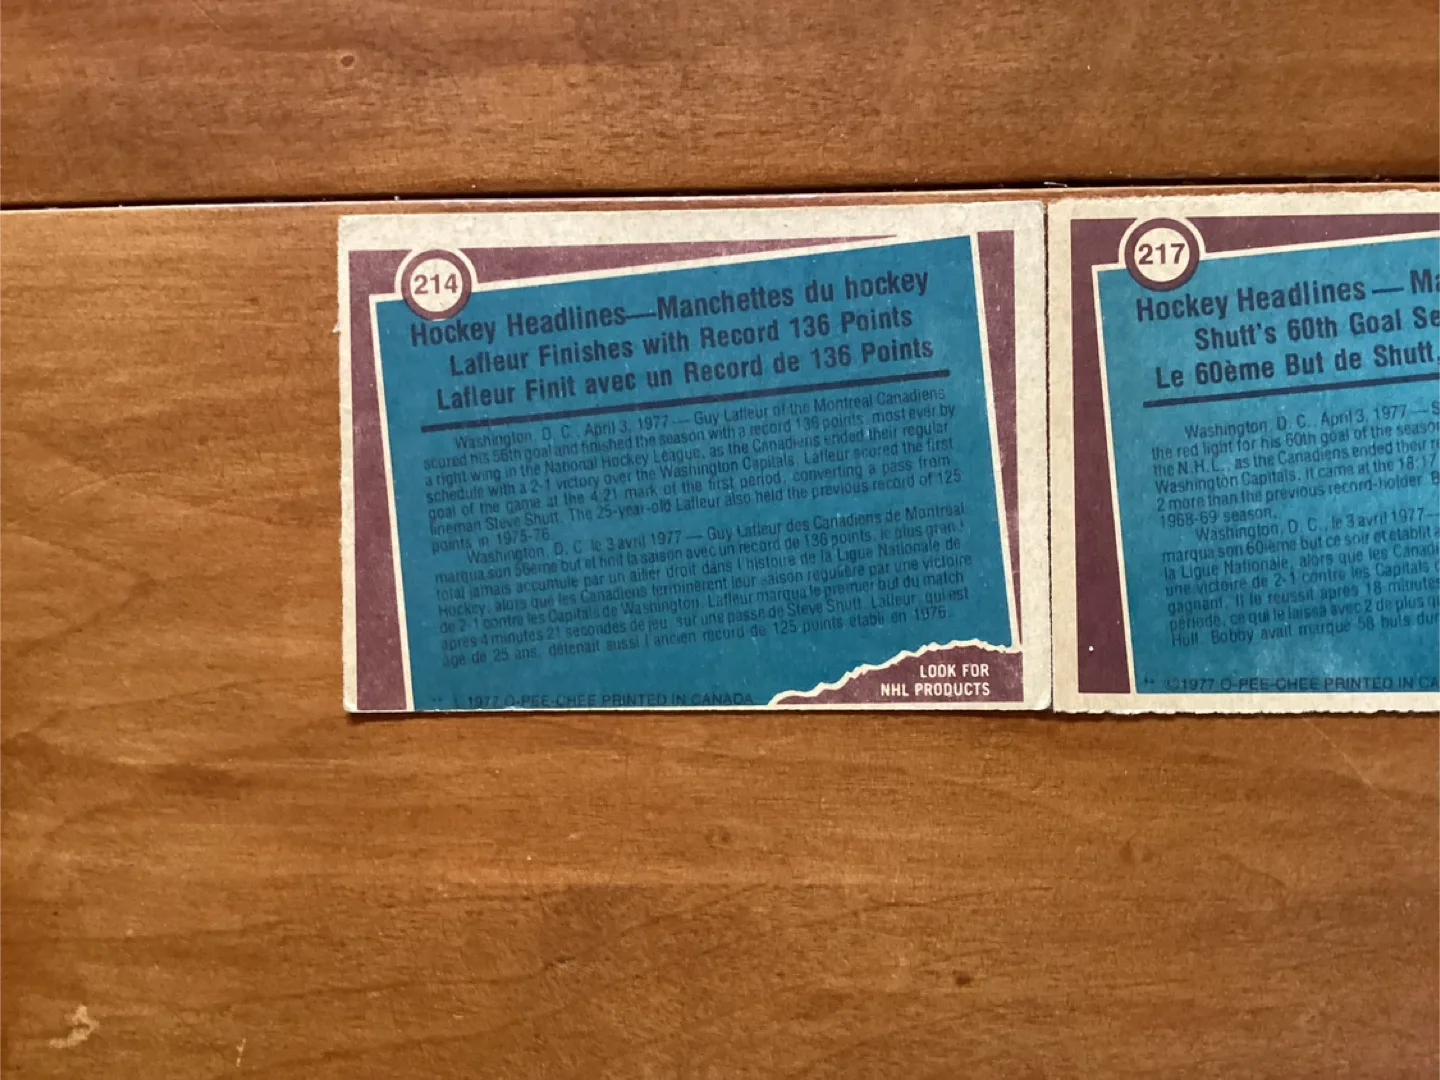 214
Hockey Headlines—Manchettes du hockey
Lafleur Finishes with Record 136 Points
Lafleur Finit avec un Record de 136 Points
Washington, D. C., April 3, 1977 — Guy Lafleur of the Montreal Canadiens
scored his 56th goal and finished the season with a record 136 points, most ever by
a right wing in the National Hockey League, as the Canadiens ended their regular
schedule with a 2-1 victory over the Washington Capitals. Lafleur scored the first
goal of the game at the 4:21 mark of the first period, converting a pass from
lineman Steve Shutt. The 25-year-old Lafleur also held the previous record of 125
points in 1975-76.
Washington, D. C. le 3 avril 1977 — Guy Lafleur des Canadiens de Montreal
marqua son 56eme but et finit la saison avec un record de 136 points, le plus grand
total jamais accumule par un ailier droit dans l'histoire de la Ligue Nationale de
Hockey, alors que les Canadiens terminèrent leur saison regulière par une victoire
de 2-1 contre les Capitals de Washington. Lafleur marqua le premier but du match
après 4 minutes 21 secondes de jeu, sur une passe de Steve Shutt. Lafleur, qui est
âge de 25 ans, détenait aussi l'ancien record de 125 points établi en 1976.
LOOK FOR
NHL PRODUCTS
** © 1977 O-PEE-CHEE PRINTED IN CANADA
217
Hockey Headlines — Ma
Shutt's 60th Goal Se
Le 60ème But de Shutt,
Washington, D. C., April 3, 1977 — S
the red light for his 60th goal of the season
the N.H.L., as the Canadiens ended their r
Washington Capitals. It came at the 18:17
2 more than the previous record-holder B
1968-69 season.
Washington, D. C., le 3 avril 1977 —
marqua son 60ième but ce soir et établit a
la Ligue Nationale, alors que les Canadi
une victoire de 2-1 contre les Capitals d
gagnant. Il le reussit après 18 minutes
période, ce qui le laissa avec 2 de plus q
Hull. Bobby avait marqué 58 buts dur
** ©1977 O-PEE-CHEE PRINTED IN CA